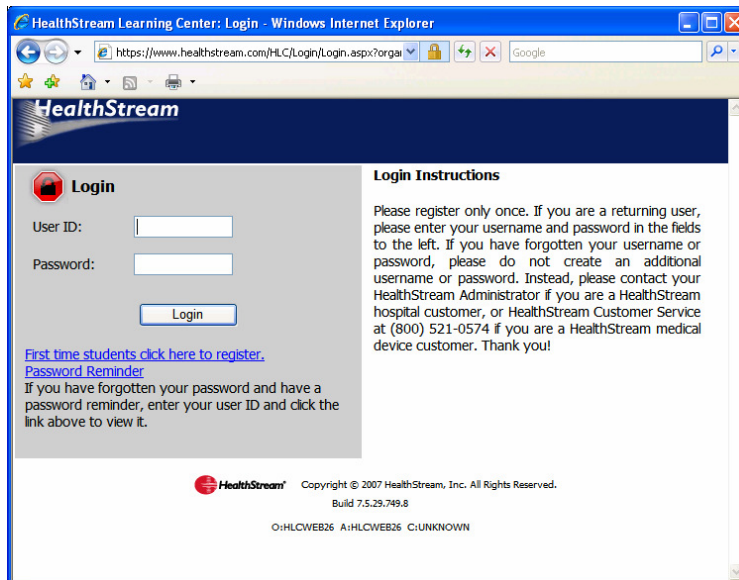 HealthStream Learning Center: Login - Windows Internet Explorer
https://www.healthstream.com/HLC/Login/Login.aspx?orgar
Google
HealthStream
Login
User ID:
Password:
Login
First time students click here to register.
Password Reminder
If you have forgotten your password and have a
password reminder, enter your user ID and click the
link above to view it.
Login Instructions
Please register only once. If you are a returning user,
please enter your username and password in the fields
to the left. If you have forgotten your username or
password, please do not create an additional
username or password. Instead, please contact your
HealthStream Administrator if you are a HealthStream
hospital customer, or HealthStream Customer Service
at (800) 521-0574 if you are a HealthStream medical
device customer. Thank you!
HealthStream Copyright © 2007 HealthStream, Inc. All Rights Reserved.
Build 7.5.29.749.8
O:HLCWEB26 A:HLCWEB26 C:UNKNOWN